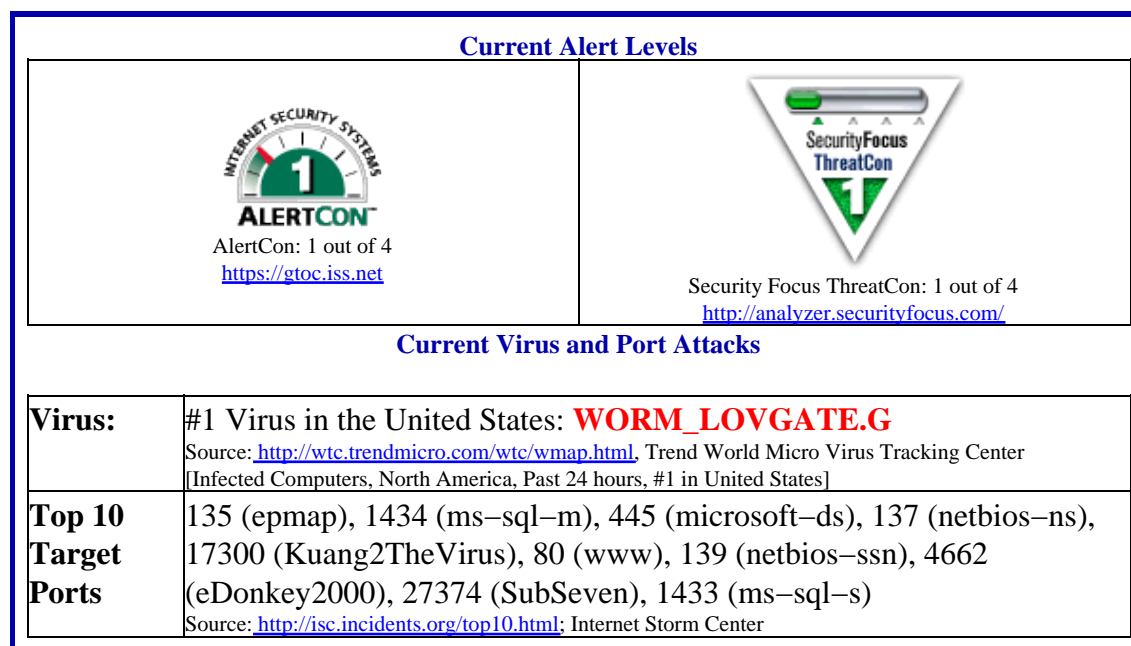 Current Alert Levels
INTERNET SECURITY SYSTEMS
1
ALERTCON™
AlertCon: 1 out of 4
https://gtoc.iss.net
SecurityFocus
ThreatCon
1
Security Focus ThreatCon: 1 out of 4
http://analyzer.securityfocus.com/
Current Virus and Port Attacks
Virus:
#1 Virus in the United States: WORM_LOVGATE.G
Source: http://wtc.trendmicro.com/wtc/wmap.html, Trend World Micro Virus Tracking Center
[Infected Computers, North America, Past 24 hours, #1 in United States]
Top 10
Target
Ports
135 (epmap), 1434 (ms−sql−m), 445 (microsoft−ds), 137 (netbios−ns),
17300 (Kuang2TheVirus), 80 (www), 139 (netbios−ssn), 4662
(eDonkey2000), 27374 (SubSeven), 1433 (ms−sql−s)
Source: http://isc.incidents.org/top10.html; Internet Storm Center